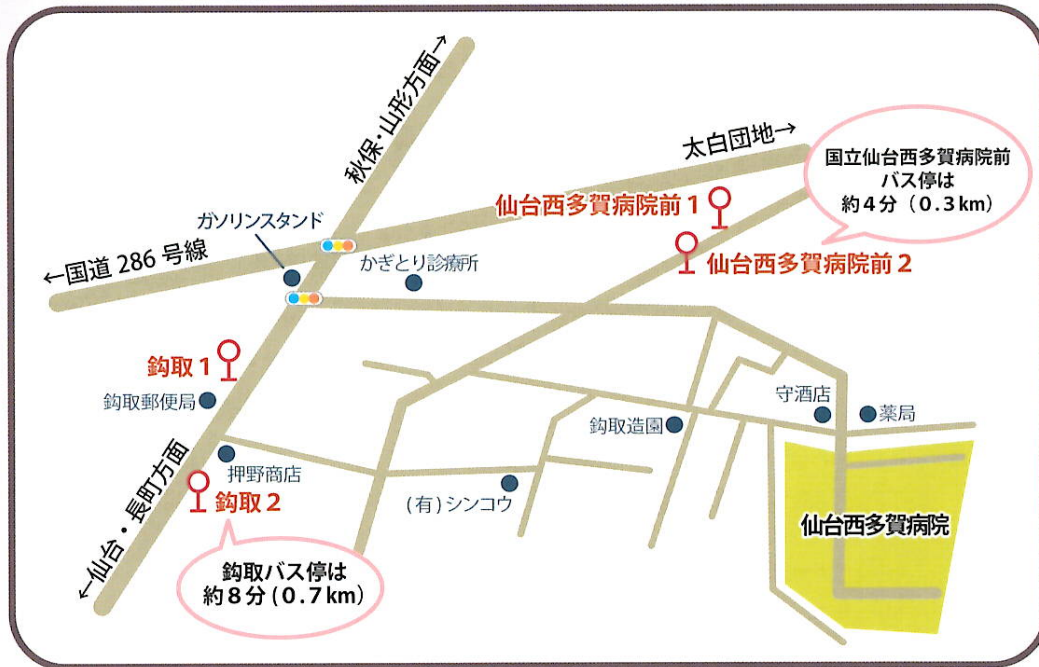 秋保・山形方面→
太白団地→
国立仙台西多賀病院前
バス停は
約4分（0.3km）
仙台西多賀病院前 1
仙台西多賀病院前 2
ガソリンスタンド
←国道 286 号線
かぎとり診療所
鈎取 1
鈎取郵便局
守酒店
薬局
鈎取造園
押野商店
鈎取 2
(有)シンコウ
仙台西多賀病院
←仙台・長町方面
鈎取バス停は
約8分(0.7km)